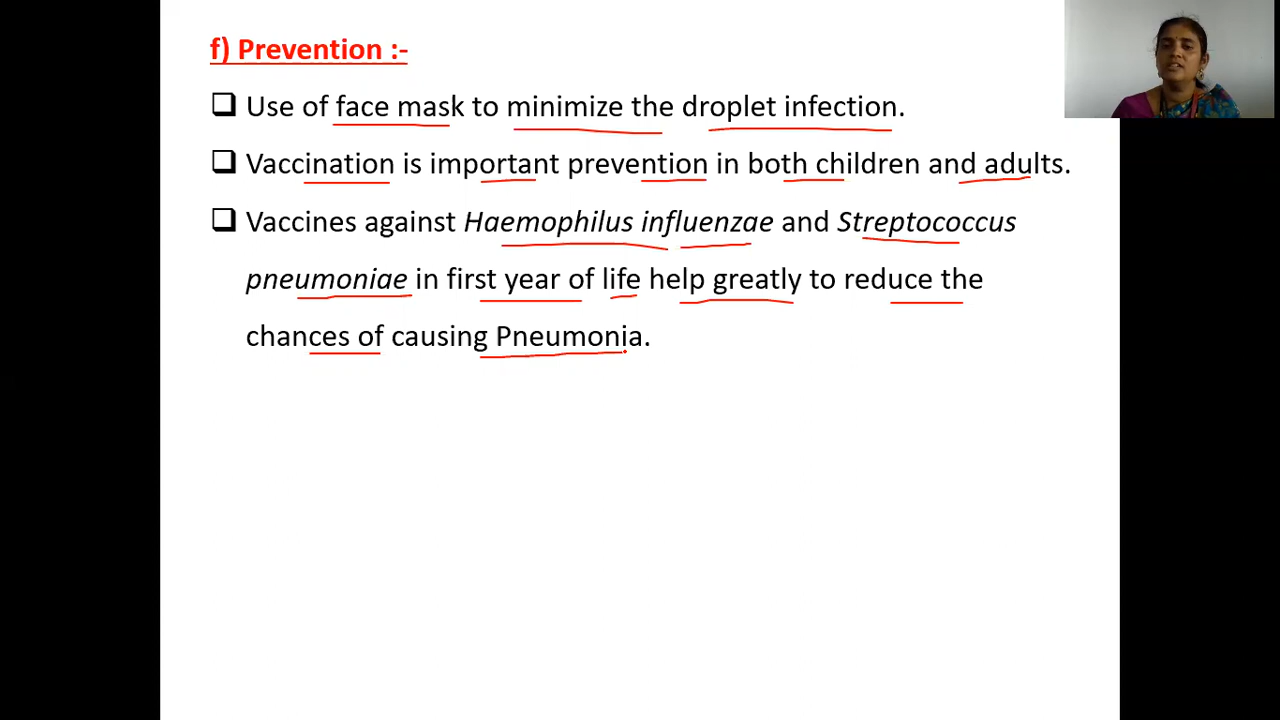 f) Prevention :-
❑ Use of face mask to minimize the droplet infection.
❑ Vaccination is important prevention in both children and adults.
❑ Vaccines against Haemophilus influenzae and Streptococcus
pneumoniae in first year of life help greatly to reduce the
chances of causing Pneumonia.